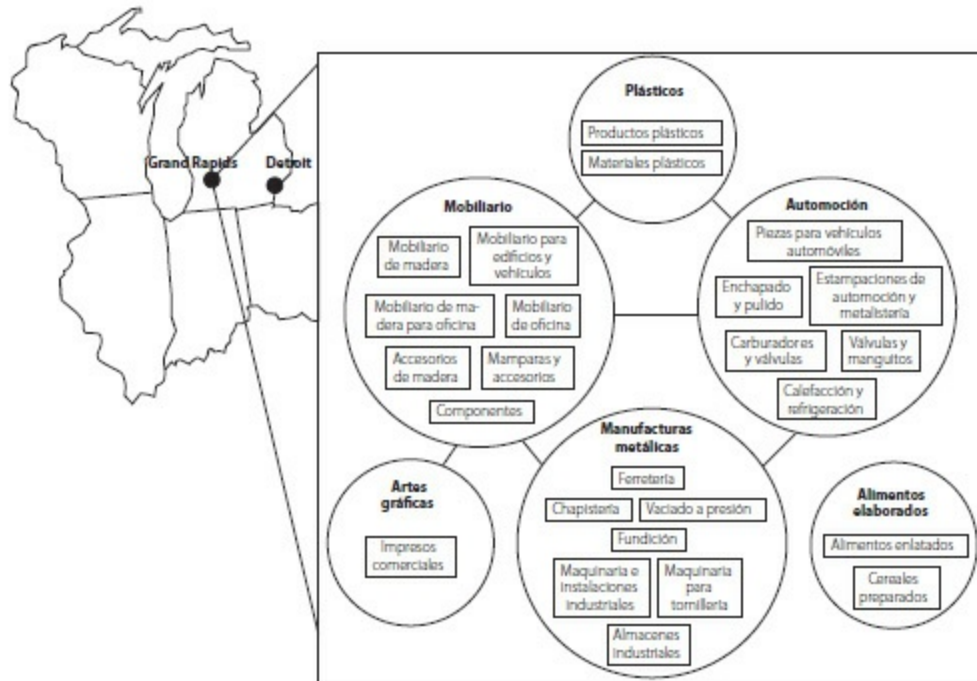 Grand Rapids
Detroit
Plásticos
Productos plásticos
Materiales plásticos
Mobiliario
Mobiliario
de madera
Mobiliario para
edificios y
vehículos
Mobiliario de ma-
dera para oficina
Mobiliario
de oficina
Accesorios
de madera
Mamparas y
accesorios
Componentes
Automoción
Piezas para vehículos
automóviles
Enchapado
y pulido
Estampaciones de
automoción y
metalistería
Carburadores
y válvulas
Válvulas y
manguitos
Calefacción y
refrigeración
Artes
gráficas
Impresos
comerciales
Manufacturas
metálicas
Ferretería
Chapistería
Vaciado a presión
Fundición
Maquinaria e
instalaciones
industriales
Maquinaria
para
tornillería
Almacenes
industriales
Alimentos
elaborados
Alimentos enlatados
Cereales
preparados